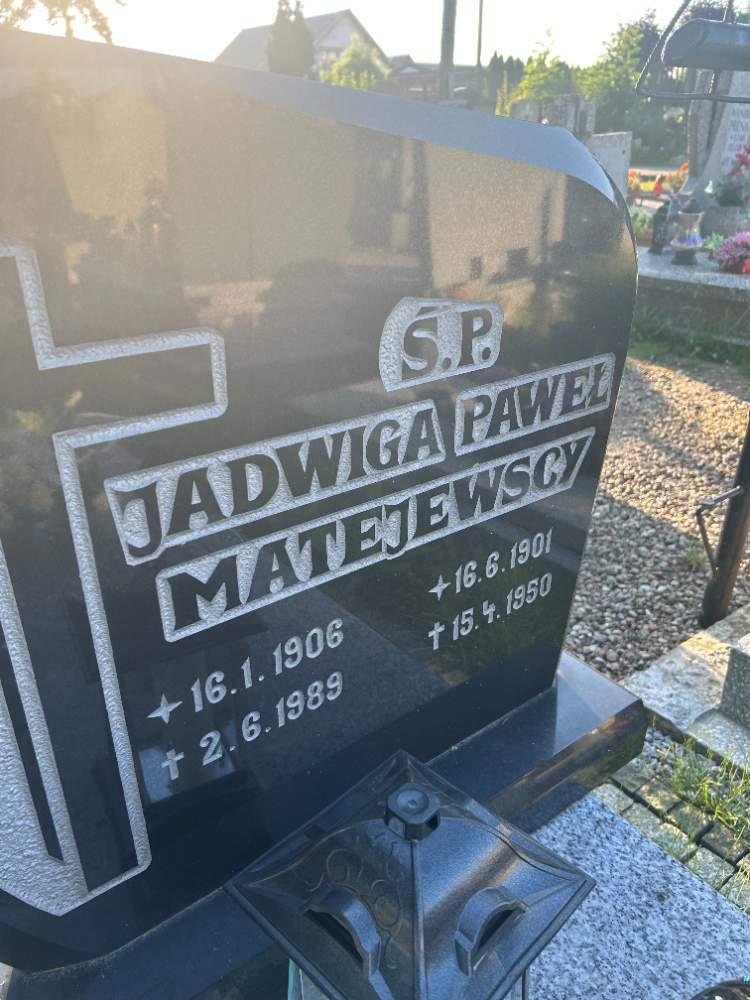 Ś.P.
JADWIGA PAWEŁ
MATEJEWSCY
✦16.1.1906 ✦16.6.1901
✝2.6.1989 ✝15.4.1950